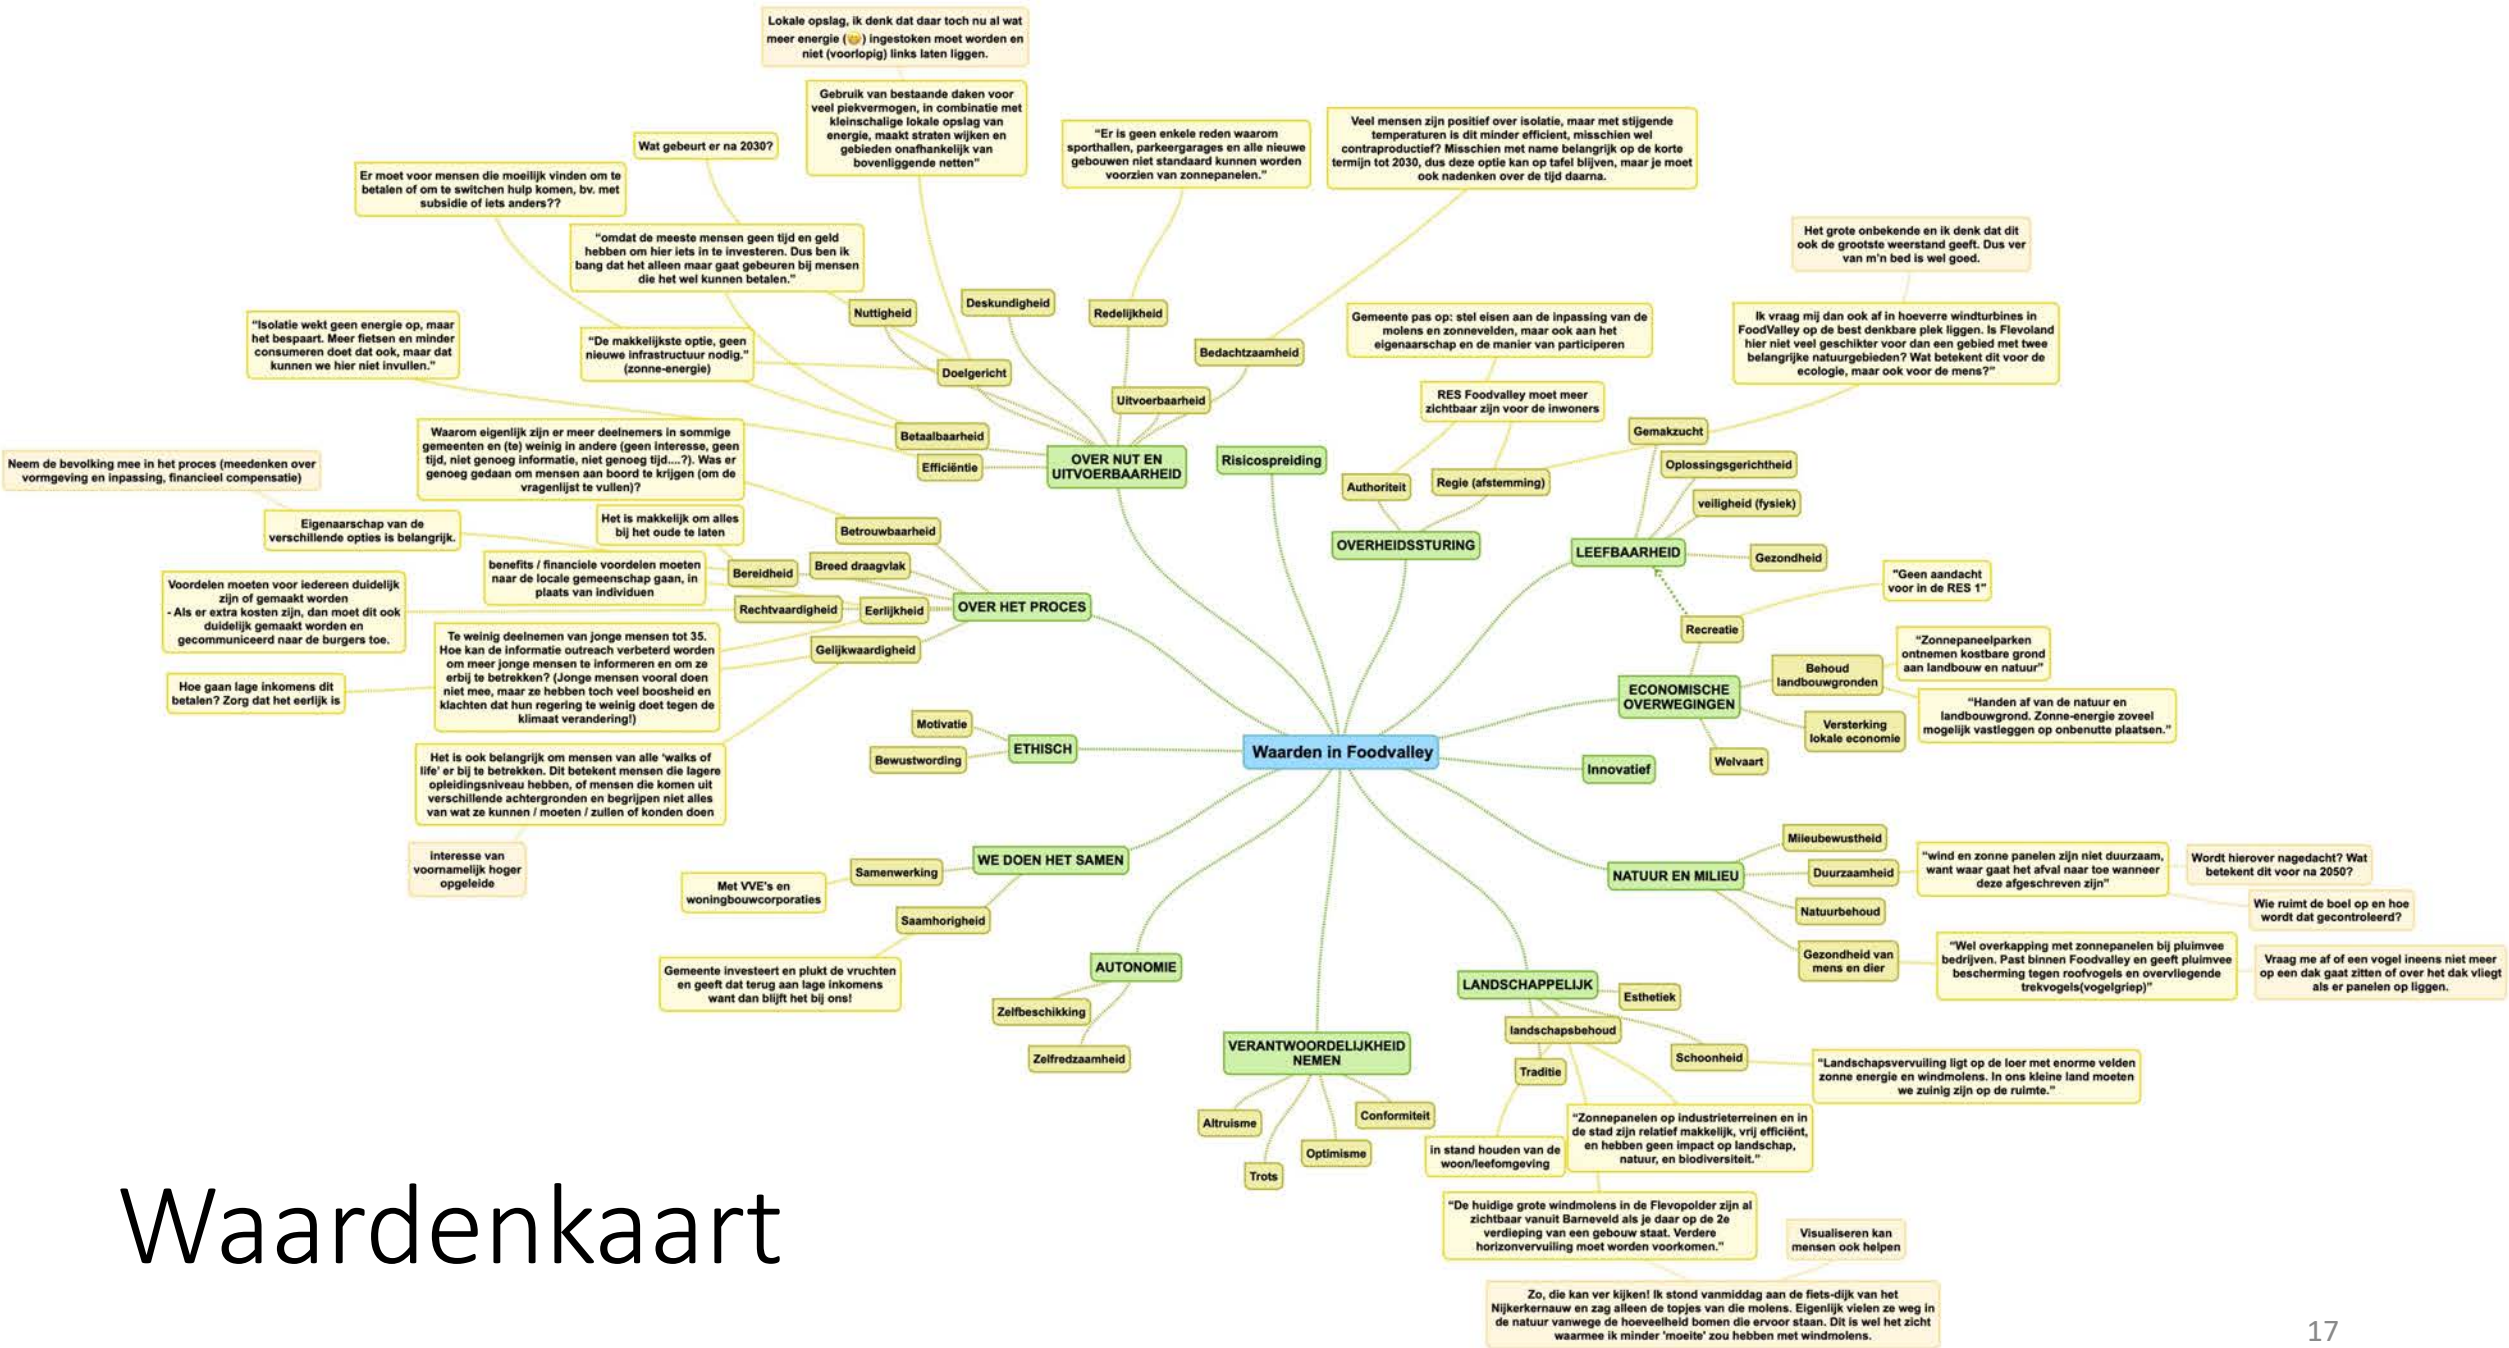 Lokale opslag, ik denk dat daar toch nu al wat
meer energie (😁) ingestoken moet worden en
niet (voorlopig) links laten liggen.
Gebruik van bestaande daken voor
veel piekvermogen, in combinatie met
kleinschalige lokale opslag van
energie, maakt straten wijken en
gebieden onafhankelijk van
bovenliggende netten”
“Er is geen enkele reden waarom
sporthallen, parkeergarages en alle nieuwe
gebouwen niet standaard kunnen worden
voorzien van zonnepanelen.”
Veel mensen zijn positief over isolatie, maar met stijgende
temperaturen is dit minder efficient, misschien wel
contraproductief? Misschien met name belangrijk op de korte
termijn tot 2030, dus deze optie kan op tafel blijven, maar je moet
ook nadenken over de tijd daarna.
Wat gebeurt er na 2030?
Er moet voor mensen die moeilijk vinden om te
betalen of om te switchen hulp komen, bv. met
subsidie of iets anders??
“omdat de meeste mensen geen tijd en geld
hebben om hier iets in te investeren. Dus ben ik
bang dat het alleen maar gaat gebeuren bij mensen
die het wel kunnen betalen.”
“Isolatie wekt geen energie op, maar
het bespaart. Meer fietsen en minder
consumeren doet dat ook, maar dat
kunnen we hier niet invullen.”
“De makkelijkste optie, geen
nieuwe infrastructuur nodig.”
(zonne-energie)
Nuttigheid
Deskundigheid
Redelijkheid
Bedachtzaamheid
Doelgericht
Uitvoerbaarheid
Betaalbaarheid
Efficiëntie
OVER NUT EN
UITVOERBAARHEID
Risicospreiding
Gemeente pas op: stel eisen aan de inpassing van de
molens en zonnevelden, maar ook aan het
eigenaarschap en de manier van participeren
RES Foodvalley moet meer
zichtbaar zijn voor de inwoners
Authoriteit
Regie (afstemming)
OVERHEIDSSTURING
Het grote onbekende en ik denk dat dit
ook de grootste weerstand geeft. Dus ver
van m'n bed is wel goed.
Ik vraag mij dan ook af in hoeverre windturbines in
FoodValley op de best denkbare plek liggen. Is Flevoland
hier niet veel geschikter voor dan een gebied met twee
belangrijke natuurgebieden? Wat betekent dit voor de
ecologie, maar ook voor de mens?”
Gemakzucht
Oplossingsgerichtheid
veiligheid (fysiek)
LEEFBAARHEID
Gezondheid
"Geen aandacht
voor in de RES 1"
Recreatie
Waarom eigenlijk zijn er meer deelnemers in sommige
gemeenten en (te) weinig in andere (geen interesse, geen
tijd, niet genoeg informatie, niet genoeg tijd....?). Was er
genoeg gedaan om mensen aan boord te krijgen (om de
vragenlijst te vullen)?
Neem de bevolking mee in het proces (meedenken over
vormgeving en inpassing, financieel compensatie)
Eigenaarschap van de
verschillende opties is belangrijk.
Het is makkelijk om alles
bij het oude te laten
benefits / financiele voordelen moeten
naar de locale gemeenschap gaan, in
plaats van individuen
Voordelen moeten voor iedereen duidelijk
zijn of gemaakt worden
- Als er extra kosten zijn, dan moet dit ook
duidelijk gemaakt worden en
gecommuniceerd naar de burgers toe.
Betrouwbaarheid
Breed draagvlak
Bereidheid
Rechtvaardigheid
Eerlijkheid
OVER HET PROCES
Gelijkwaardigheid
Te weinig deelnemen van jonge mensen tot 35.
Hoe kan de informatie outreach verbeterd worden
om meer jonge mensen te informeren en om ze
erbij te betrekken? (Jonge mensen vooral doen
niet mee, maar ze hebben toch veel boosheid en
klachten dat hun regering te weinig doet tegen de
klimaat verandering!)
Hoe gaan lage inkomens dit
betalen? Zorg dat het eerlijk is
Het is ook belangrijk om mensen van alle ‘walks of
life’ er bij te betrekken. Dit betekent mensen die lagere
opleidingsniveau hebben, of mensen die komen uit
verschillende achtergronden en begrijpen niet alles
van wat ze kunnen / moeten / zullen of konden doen
interesse van
voornamelijk hoger
opgeleide
Motivatie
Bewustwording
ETHISCH
Waarden in Foodvalley
ECONOMISCHE
OVERWEGINGEN
Behoud
landbouwgronden
“Zonnepaneelparken
ontnemen kostbare grond
aan landbouw en natuur”
“Handen af van de natuur en
landbouwgrond. Zonne-energie zoveel
mogelijk vastleggen op onbenutte plaatsen.”
Versterking
lokale economie
Welvaart
Innovatief
WE DOEN HET SAMEN
Samenwerking
Met VVE's en
woningbouwcorporaties
Saamhorigheid
Gemeente investeert en plukt de vruchten
en geeft dat terug aan lage inkomens
want dan blijft het bij ons!
AUTONOMIE
Zelfbeschikking
Zelfredzaamheid
VERANTWOORDELIJKHEID
NEMEN
Altruisme
Trots
Optimisme
Conformiteit
NATUUR EN MILIEU
Milieubewustheid
Duurzaamheid
Natuurbehoud
Gezondheid van
mens en dier
“wind en zonne panelen zijn niet duurzaam,
want waar gaat het afval naar toe wanneer
deze afgeschreven zijn”
Wordt hierover nagedacht? Wat
betekent dit voor na 2050?
Wie ruimt de boel op en hoe
wordt dat gecontroleerd?
“Wel overkapping met zonnepanelen bij pluimvee
bedrijven. Past binnen Foodvalley en geeft pluimvee
bescherming tegen roofvogels en overvliegende
trekvogels(vogelgriep)”
Vraag me af of een vogel ineens niet meer
op een dak gaat zitten of over het dak vliegt
als er panelen op liggen.
LANDSCHAPPELIJK
Esthetiek
landschapsbehoud
Schoonheid
Traditie
“Landschapsvervuiling ligt op de loer met enorme velden
zonne energie en windmolens. In ons kleine land moeten
we zuinig zijn op de ruimte.”
in stand houden van de
woon/leefomgeving
“Zonnepanelen op industrieterreinen en in
de stad zijn relatief makkelijk, vrij efficiënt,
en hebben geen impact op landschap,
natuur, en biodiversiteit.”
“De huidige grote windmolens in de Flevopolder zijn al
zichtbaar vanuit Barneveld als je daar op de 2e
verdieping van een gebouw staat. Verdere
horizonvervuiling moet worden voorkomen.”
Visualiseren kan
mensen ook helpen
Zo, die kan ver kijken! Ik stond vanmiddag aan de fiets-dijk van het
Nijkerkernauw en zag alleen de topjes van die molens. Eigenlijk vielen ze weg in
de natuur vanwege de hoeveelheid bomen die ervoor staan. Dit is wel het zicht
waarmee ik minder 'moeite' zou hebben met windmolens.
Waardenkaart
17